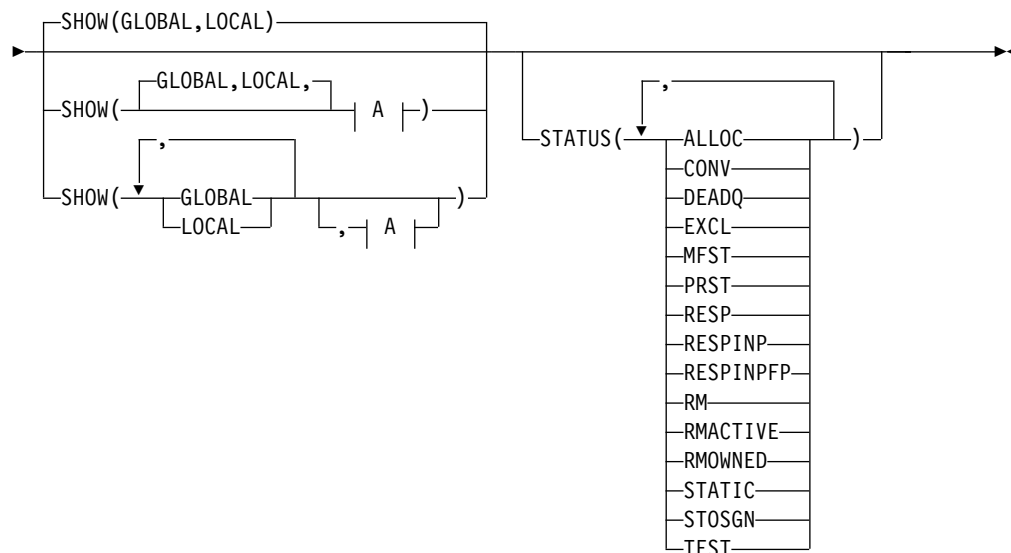 SHOW(GLOBAL,LOCAL)
GLOBAL,LOCAL,
SHOW( A )
,
SHOW( GLOBAL )
LOCAL , A
,
STATUS( ALLOC )
CONV
DEADQ
EXCL
MFST
PRST
RESP
RESPINP
RESPINPFP
RM
RMACTIVE
RMOWNED
STATIC
STOSGN
TEST